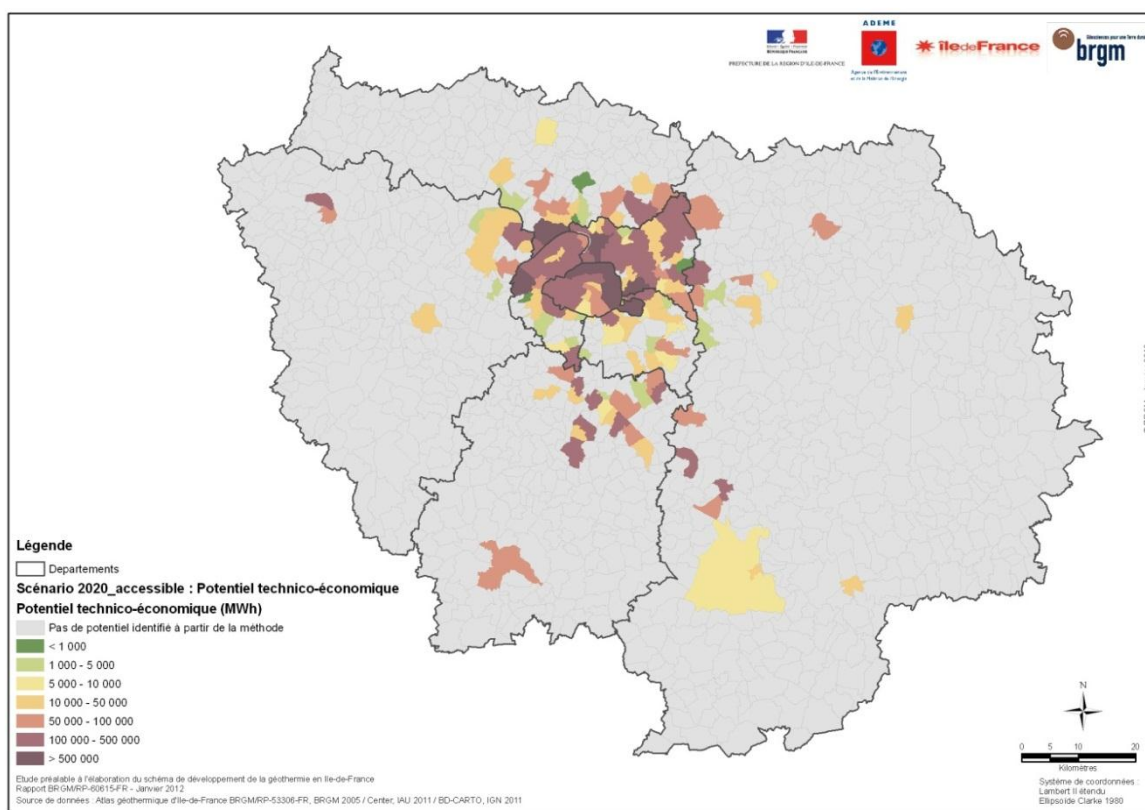 PREFECTURE DE LA REGION D'ILE-DE-FRANCE
ADEME
îledeFrance
brgm
Légende
Departements
Scénario 2020_accessible : Potentiel technico-économique
Potentiel technico-économique (MWh)
Pas de potentiel identifié à partir de la méthode
< 1 000
1 000 - 5 000
5 000 - 10 000
10 000 - 50 000
50 000 - 100 000
100 000 - 500 000
> 500 000
Etude préalable à l'élaboration du schéma de développement de la géothermie en Ile-de-France
Rapport BRGM/RP-60615-FR - Janvier 2012
Source de données : Atlas géothermique d'Ile-de-France BRGM/RP-53306-FR, BRGM 2005 / Center, IAU 2011 / BD-CARTO, IGN 2011
N
0 5 10 20
Kilomètres
Système de coordonnées :
Lambert II étendu
Ellipsoïde Clarke 1980